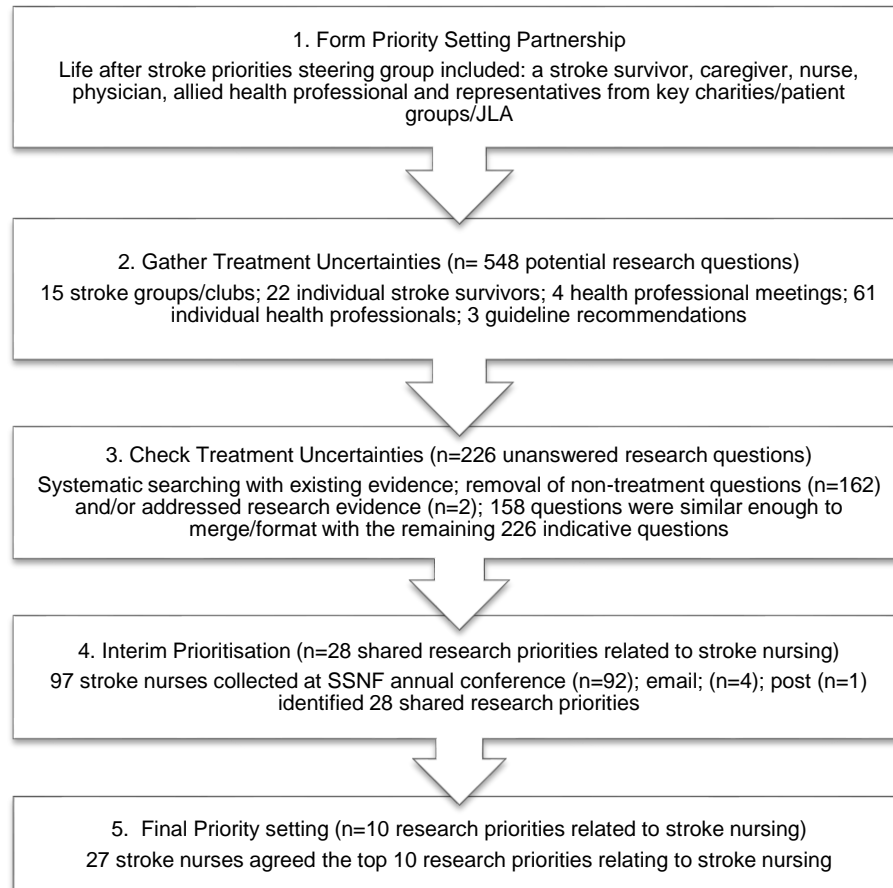 1. Form Priority Setting Partnership
Life after stroke priorities steering group included: a stroke survivor, caregiver, nurse,
physician, allied health professional and representatives from key charities/patient
groups/JLA
2. Gather Treatment Uncertainties (n= 548 potential research questions)
15 stroke groups/clubs; 22 individual stroke survivors; 4 health professional meetings; 61
individual health professionals; 3 guideline recommendations
3. Check Treatment Uncertainties (n=226 unanswered research questions)
Systematic searching with existing evidence; removal of non-treatment questions (n=162)
and/or addressed research evidence (n=2); 158 questions were similar enough to
merge/format with the remaining 226 indicative questions
4. Interim Prioritisation (n=28 shared research priorities related to stroke nursing)
97 stroke nurses collected at SSNF annual conference (n=92); email; (n=4); post (n=1)
identified 28 shared research priorities
5. Final Priority setting (n=10 research priorities related to stroke nursing)
27 stroke nurses agreed the top 10 research priorities relating to stroke nursing